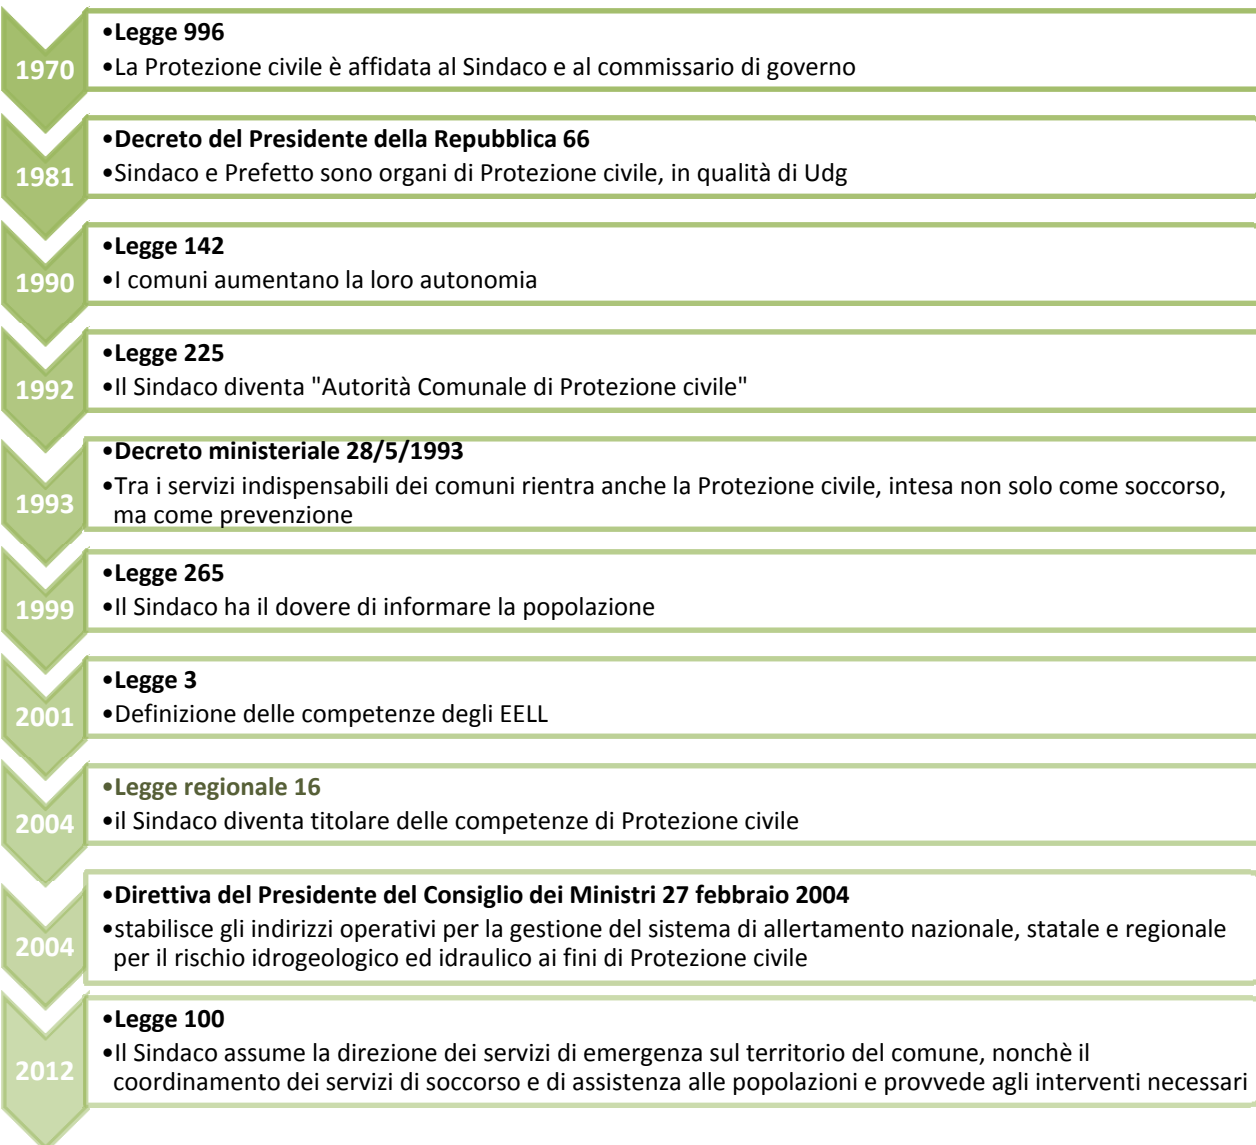 1970
•Legge 996
•La Protezione civile è affidata al Sindaco e al commissario di governo
1981
•Decreto del Presidente della Repubblica 66
•Sindaco e Prefetto sono organi di Protezione civile, in qualità di Udg
1990
•Legge 142
•I comuni aumentano la loro autonomia
1992
•Legge 225
•Il Sindaco diventa "Autorità Comunale di Protezione civile"
1993
•Decreto ministeriale 28/5/1993
•Tra i servizi indispensabili dei comuni rientra anche la Protezione civile, intesa non solo come soccorso,
ma come prevenzione
1999
•Legge 265
•Il Sindaco ha il dovere di informare la popolazione
2001
•Legge 3
•Definizione delle competenze degli EELL
2004
•Legge regionale 16
•il Sindaco diventa titolare delle competenze di Protezione civile
2004
•Direttiva del Presidente del Consiglio dei Ministri 27 febbraio 2004
•stabilisce gli indirizzi operativi per la gestione del sistema di allertamento nazionale, statale e regionale
per il rischio idrogeologico ed idraulico ai fini di Protezione civile
2012
•Legge 100
•Il Sindaco assume la direzione dei servizi di emergenza sul territorio del comune, nonchè il
coordinamento dei servizi di soccorso e di assistenza alle popolazioni e provvede agli interventi necessari